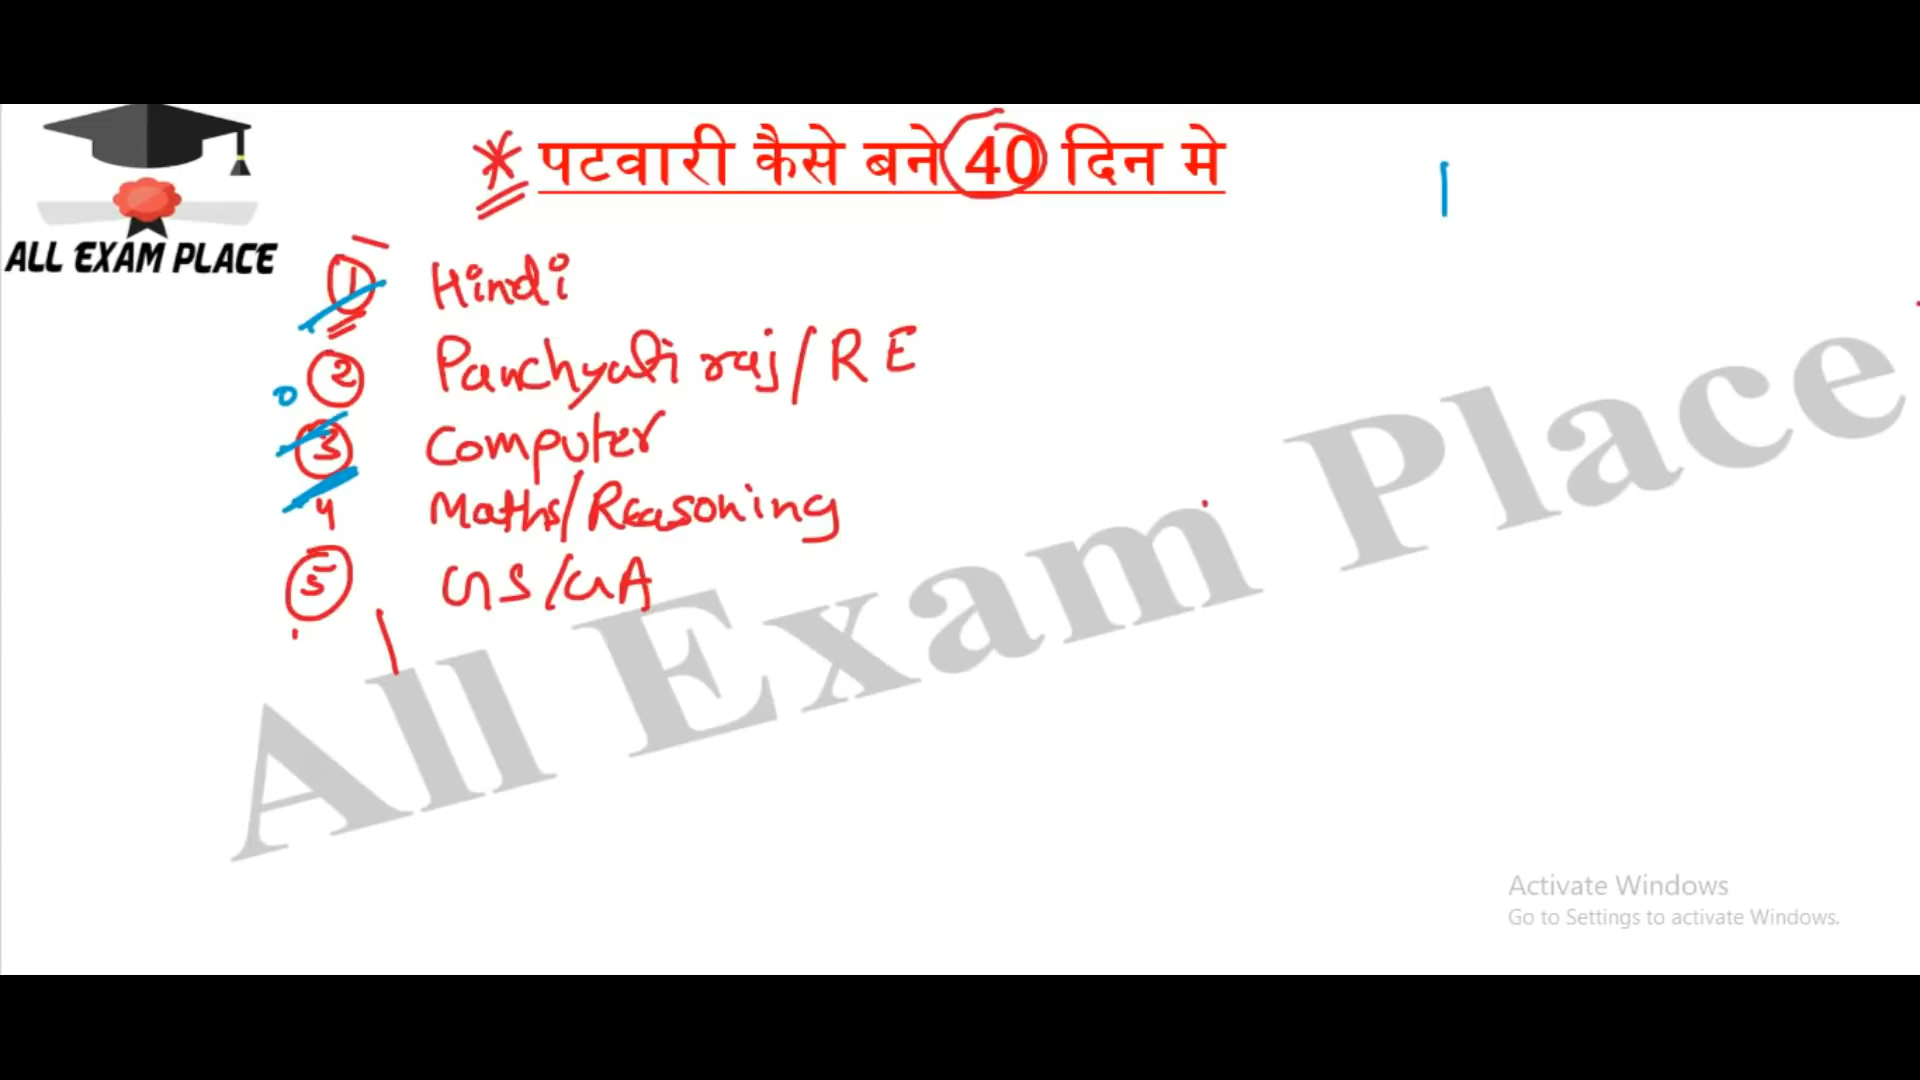 * पटवारी कैसे बने 40 दिन मे
ALL EXAM PLACE
1 Hindi
2 Panchyati raj/RE
3 Computer
4 Maths/Reasoning
5 GS/GA
All Exam Place
Activate Windows
Go to Settings to activate Windows.